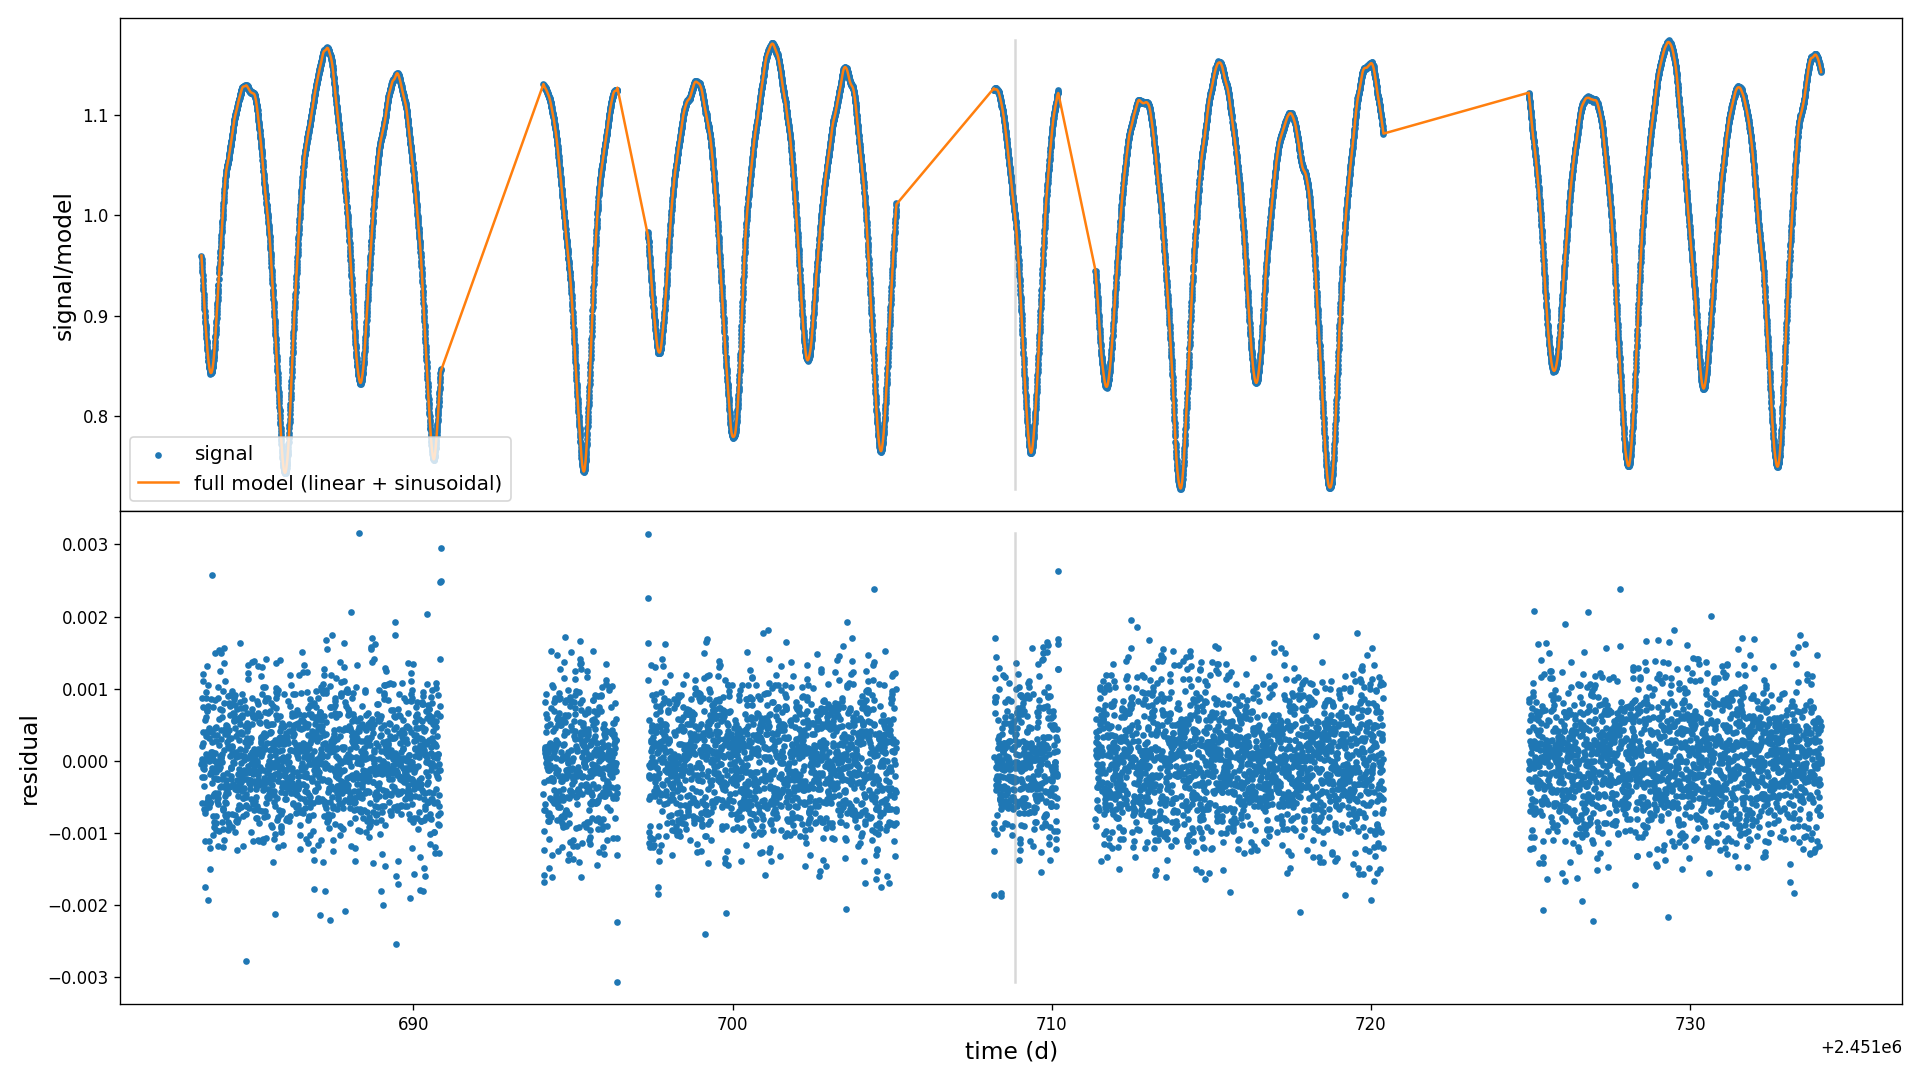 signal/model
1.1
1.0
0.9
0.8
signal
full model (linear + sinusoidal)
residual
0.003
0.002
0.001
0.000
−0.001
−0.002
−0.003
690
700
710
720
730
time (d)
+2.451e6